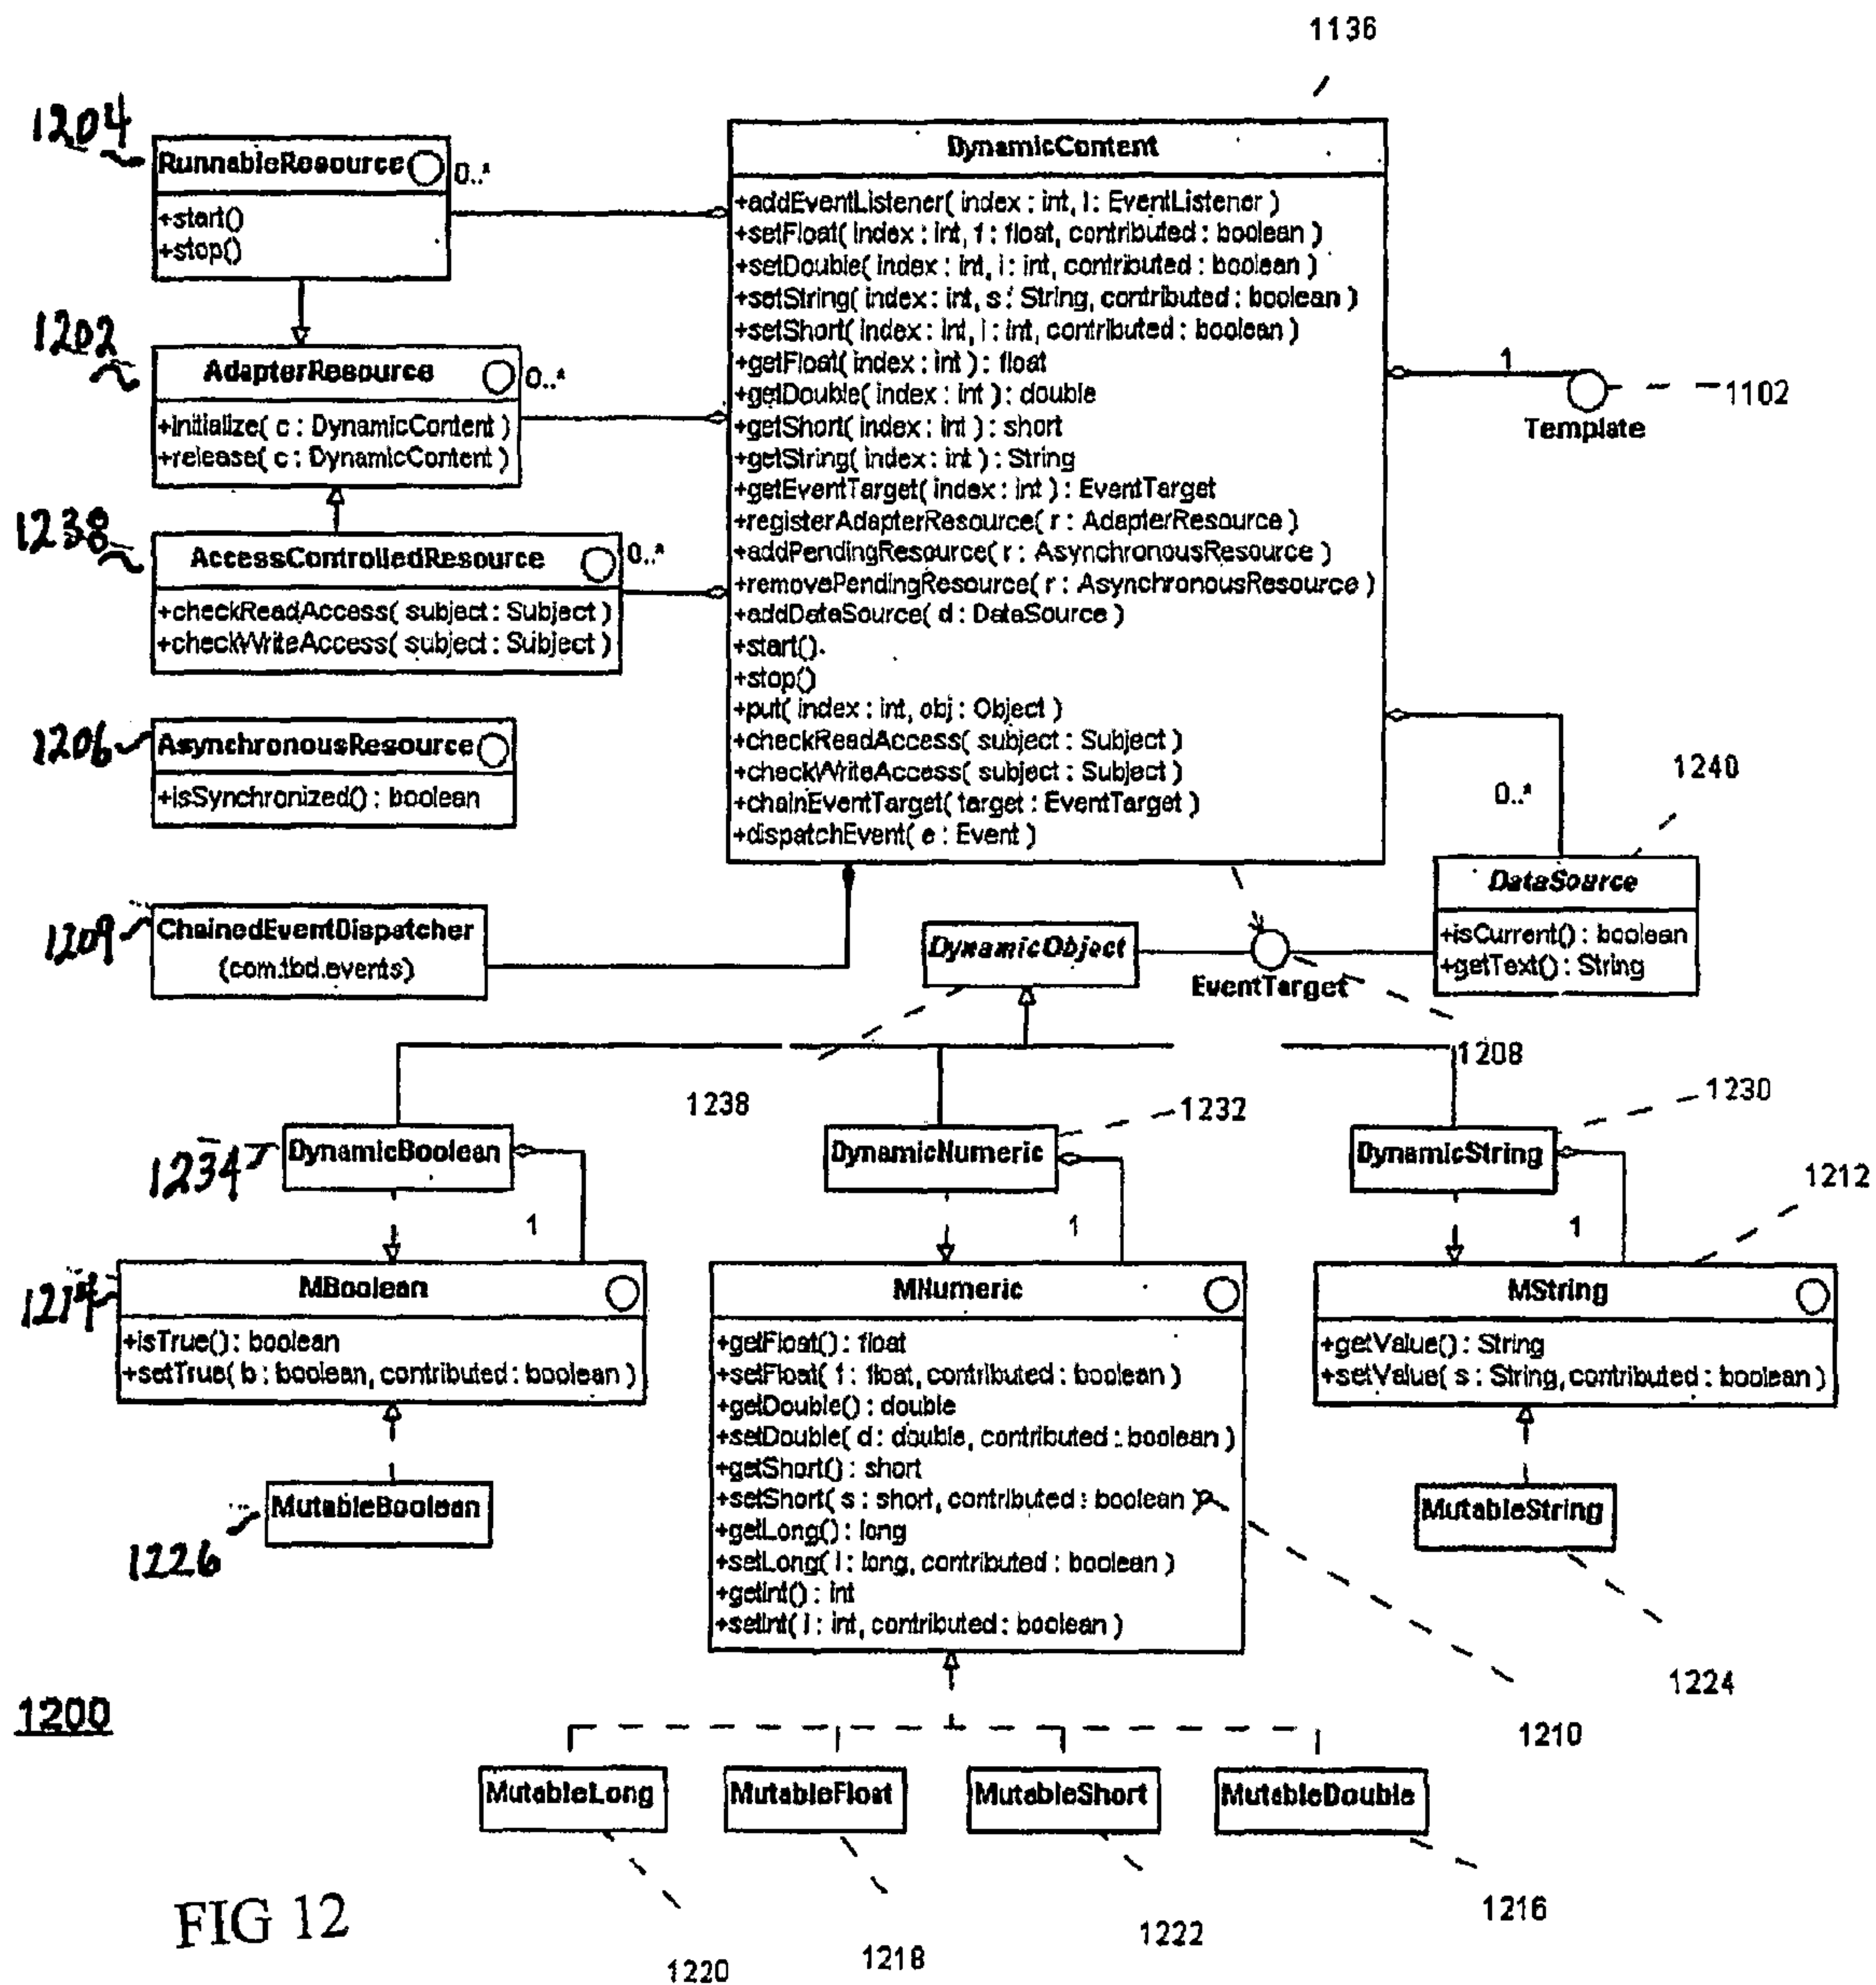 1136
1204
RunnableResource
0..*
+start()
+stop()
1202
AdapterResource
0..*
+initialize( c : DynamicContent )
+release( c : DynamicContent )
1238
AccessControlledResource
0..*
+checkReadAccess( subject : Subject )
+checkWriteAccess( subject : Subject )
1206
AsynchronousResource
+isSynchronized() : boolean
1209
ChainedEventDispatcher
(com.tbd.events)
DynamicContent
+addEventListener( index : int, l : EventListener )
+setFloat( index : int, f : float, contributed : boolean )
+setDouble( index : int, i : int, contributed : boolean )
+setString( index : int, s : String, contributed : boolean )
+setShort( index : int, i : int, contributed : boolean )
+getFloat( index : int ) : float
+getDouble( index : int ) : double
+getShort( index : int ) : short
+getString( index : int ) : String
+getEventTarget( index : int ) : EventTarget
+registerAdapterResource( r : AdapterResource )
+addPendingResource( r : AsynchronousResource )
+removePendingResource( r : AsynchronousResource )
+addDataSource( d : DataSource )
+start()
+stop()
+put( index : int, obj : Object )
+checkReadAccess( subject : Subject )
+checkWriteAccess( subject : Subject )
+chainEventTarget( target : EventTarget )
+dispatchEvent( e : Event )
1
1102
Template
1240
0..*
DataSource
+isCurrent() : boolean
+getText() : String
DynamicObject
EventTarget
1208
1238
1234
DynamicBoolean
1232
DynamicNumeric
1230
DynamicString
1212
1
1
1
1214
MBoolean
+isTrue() : boolean
+setTrue( b : boolean, contributed : boolean )
MNumeric
+getFloat() : float
+setFloat( f : float, contributed : boolean )
+getDouble() : double
+setDouble( d : double, contributed : boolean )
+getShort() : short
+setShort( s : short, contributed : boolean )
+getLong() : long
+setLong( l : long, contributed : boolean )
+getInt() : int
+setInt( i : int, contributed : boolean )
MString
+getValue() : String
+setValue( s : String, contributed : boolean )
MutableBoolean
1226
MutableString
1224
1210
1200
MutableLong
MutableFloat
MutableShort
MutableDouble
1220
1218
1222
1216
FIG 12